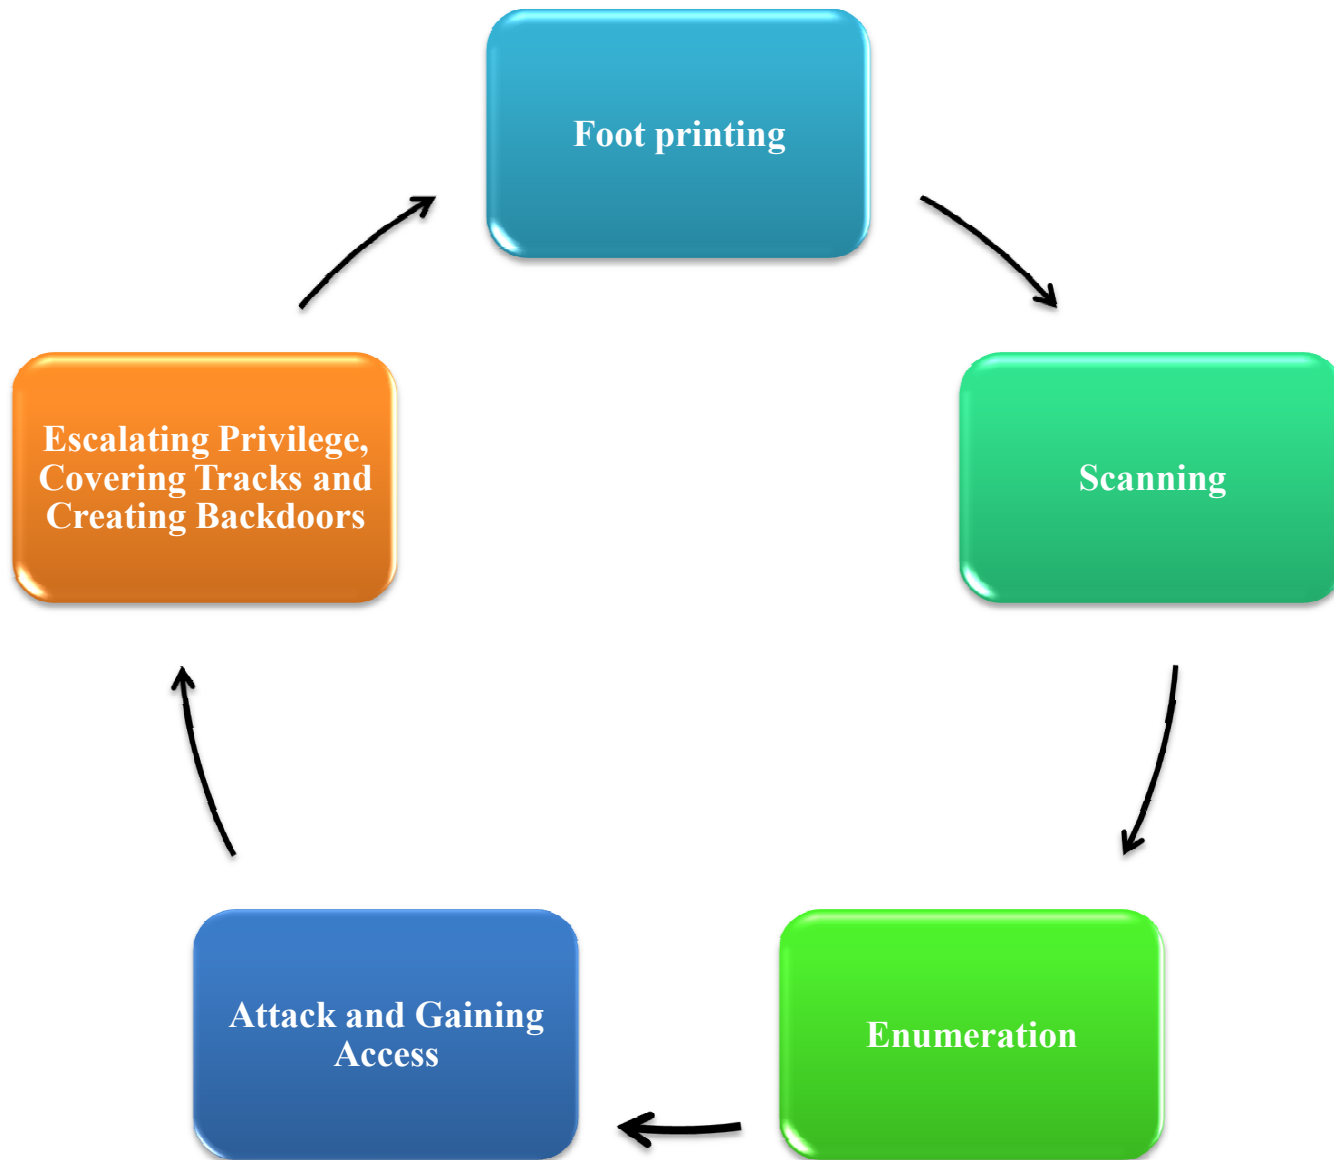 Foot printing
Scanning
Enumeration
Attack and Gaining
Access
Escalating Privilege,
Covering Tracks and
Creating Backdoors